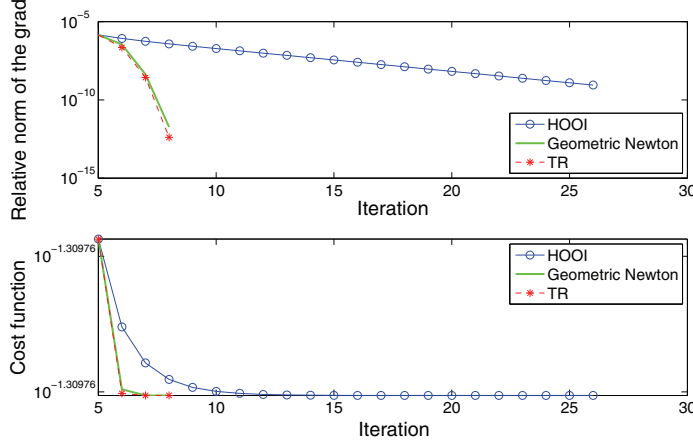 Relative norm of the grad
10^-5
10^-10
10^-15
HOOI
Geometric Newton
TR
5 10 15 20 25 30
Iteration
Cost function
10^-1.30976
10^-1.30976
HOOI
Geometric Newton
TR
5 10 15 20 25 30
Iteration